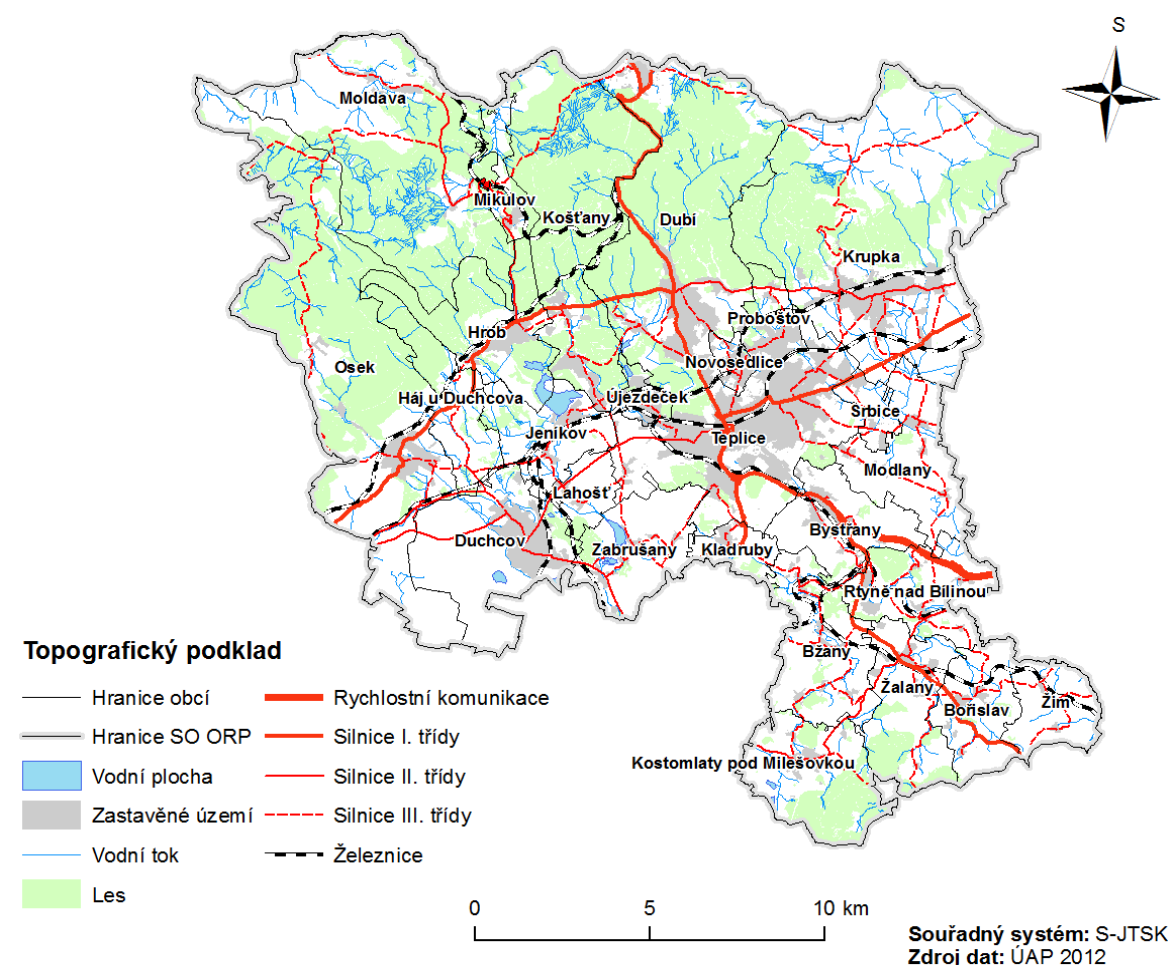 S
Moldava
Mikulov
Košťany
Dubí
Krupka
Proboštov
Hrob
Osek
Novosedlice
Háj u Duchcova
Újezdeček
Srbice
Jeníkov
Teplice
Modlany
Lahošť
Bystřany
Duchcov
Zabrušany
Kladruby
Rtyně nad Bílinou
Bžany
Žalany
Bořislav
Žim
Kostomlaty pod Milešovkou
Topografický podklad
Hranice obcí
Rychlostní komunikace
Hranice SO ORP
Silnice I. třídy
Vodní plocha
Silnice II. třídy
Zastavěné území
Silnice III. třídy
Vodní tok
Železnice
Les
0 5 10 km
Souřadný systém: S-JTSK
Zdroj dat: ÚAP 2012